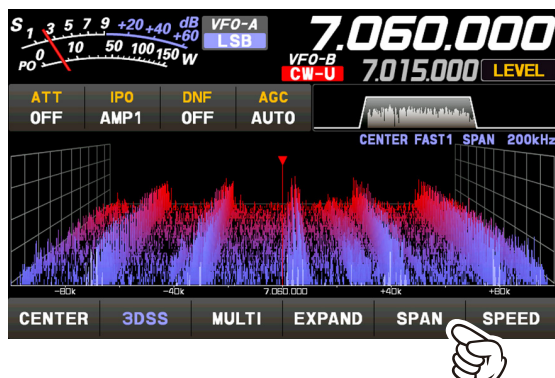 S 1 3 5 7 9 +20 +40 +60 dB
PO 0 10 50 100 150 W
VFO-A
LSB
7.060.000
VFO-B
CW-U
7.015.000
LEVEL
ATT IPO DNF AGC
OFF AMP1 OFF AUTO
CENTER FAST1 SPAN 200kHz
-80k -40k 7.060.000 +40k +80k
CENTER 3DSS MULTI EXPAND SPAN SPEED